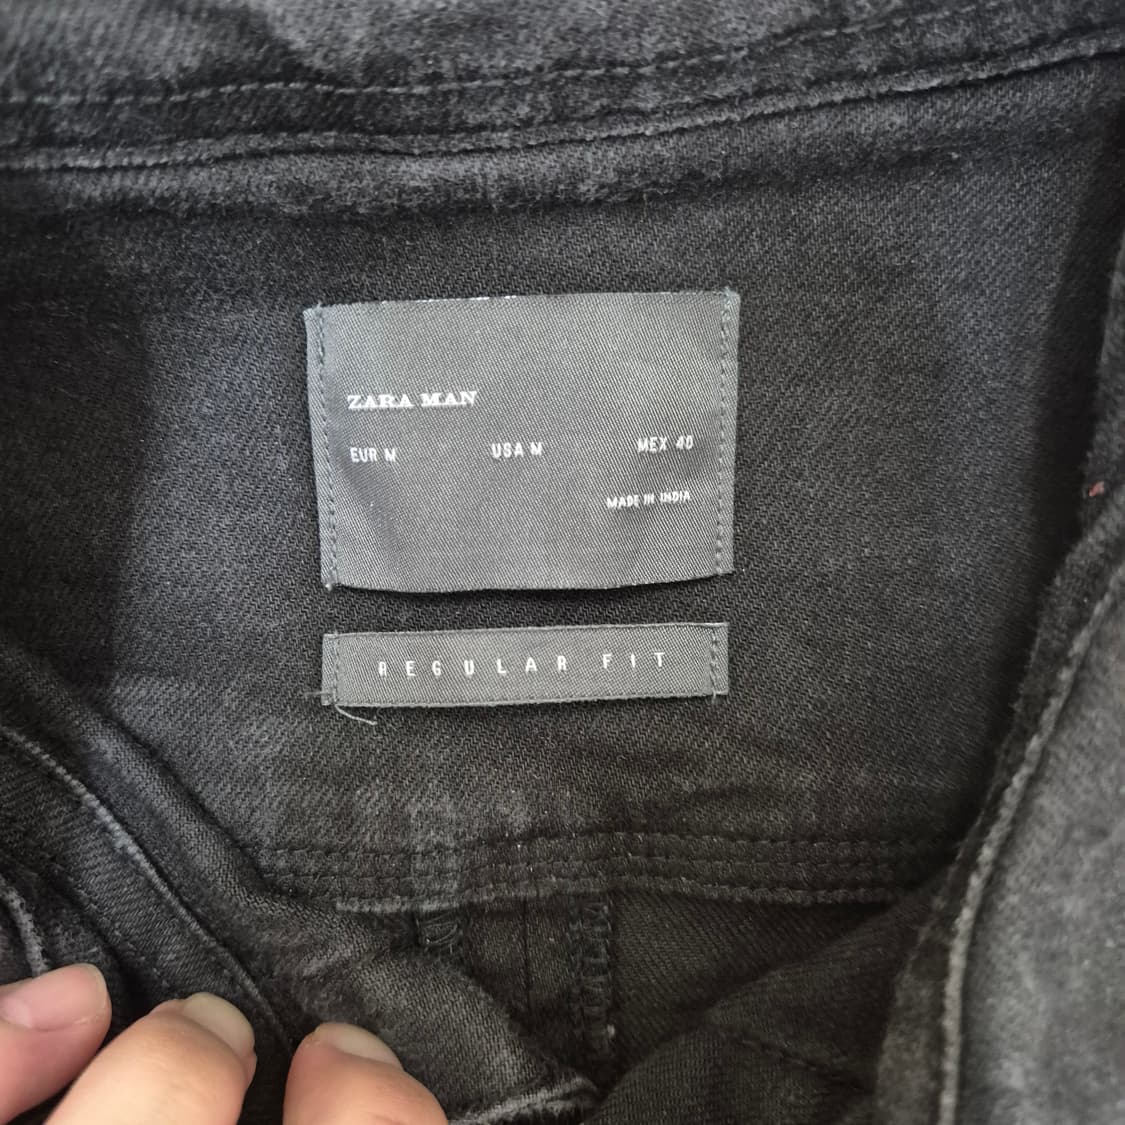 ZARA MAN
EUR M USA M MEX 40
MADE IN INDIA
REGULAR FIT